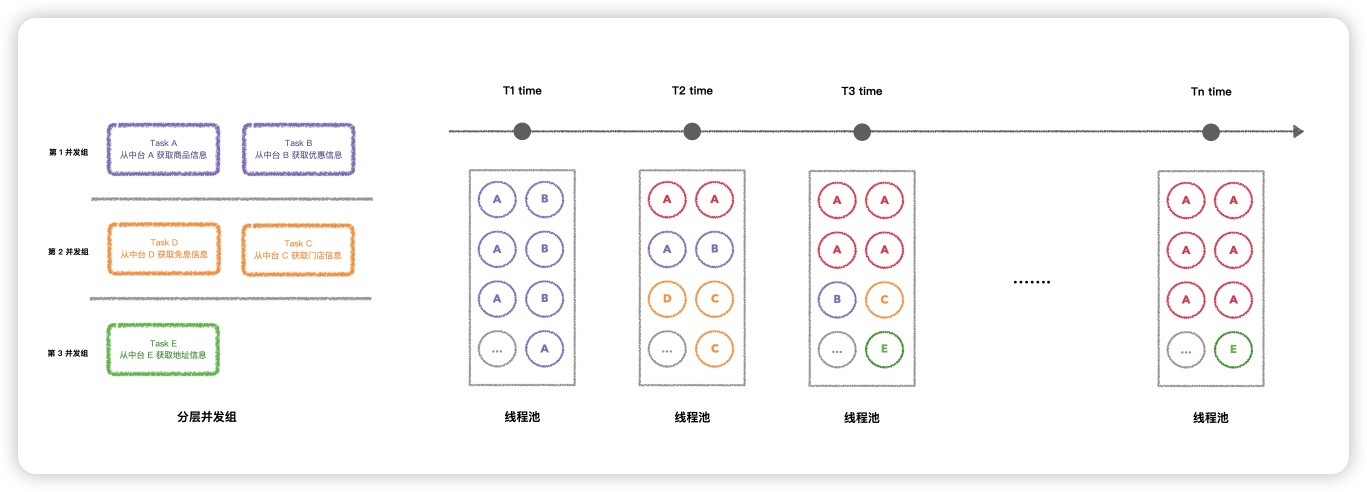 第 1 并发组
Task A
从中台 A 获取商品信息
Task B
从中台 B 获取优惠信息
第 2 并发组
Task D
从中台 D 获取免息信息
Task C
从中台 C 获取门店信息
第 3 并发组
Task E
从中台 E 获取地址信息
分层并发组
T1 time
T2 time
T3 time
Tn time
A B
A B
A B
... A
线程池
A A
A B
D C
... C
线程池
A A
A A
B C
... E
线程池
.......
A A
A A
A A
... E
线程池